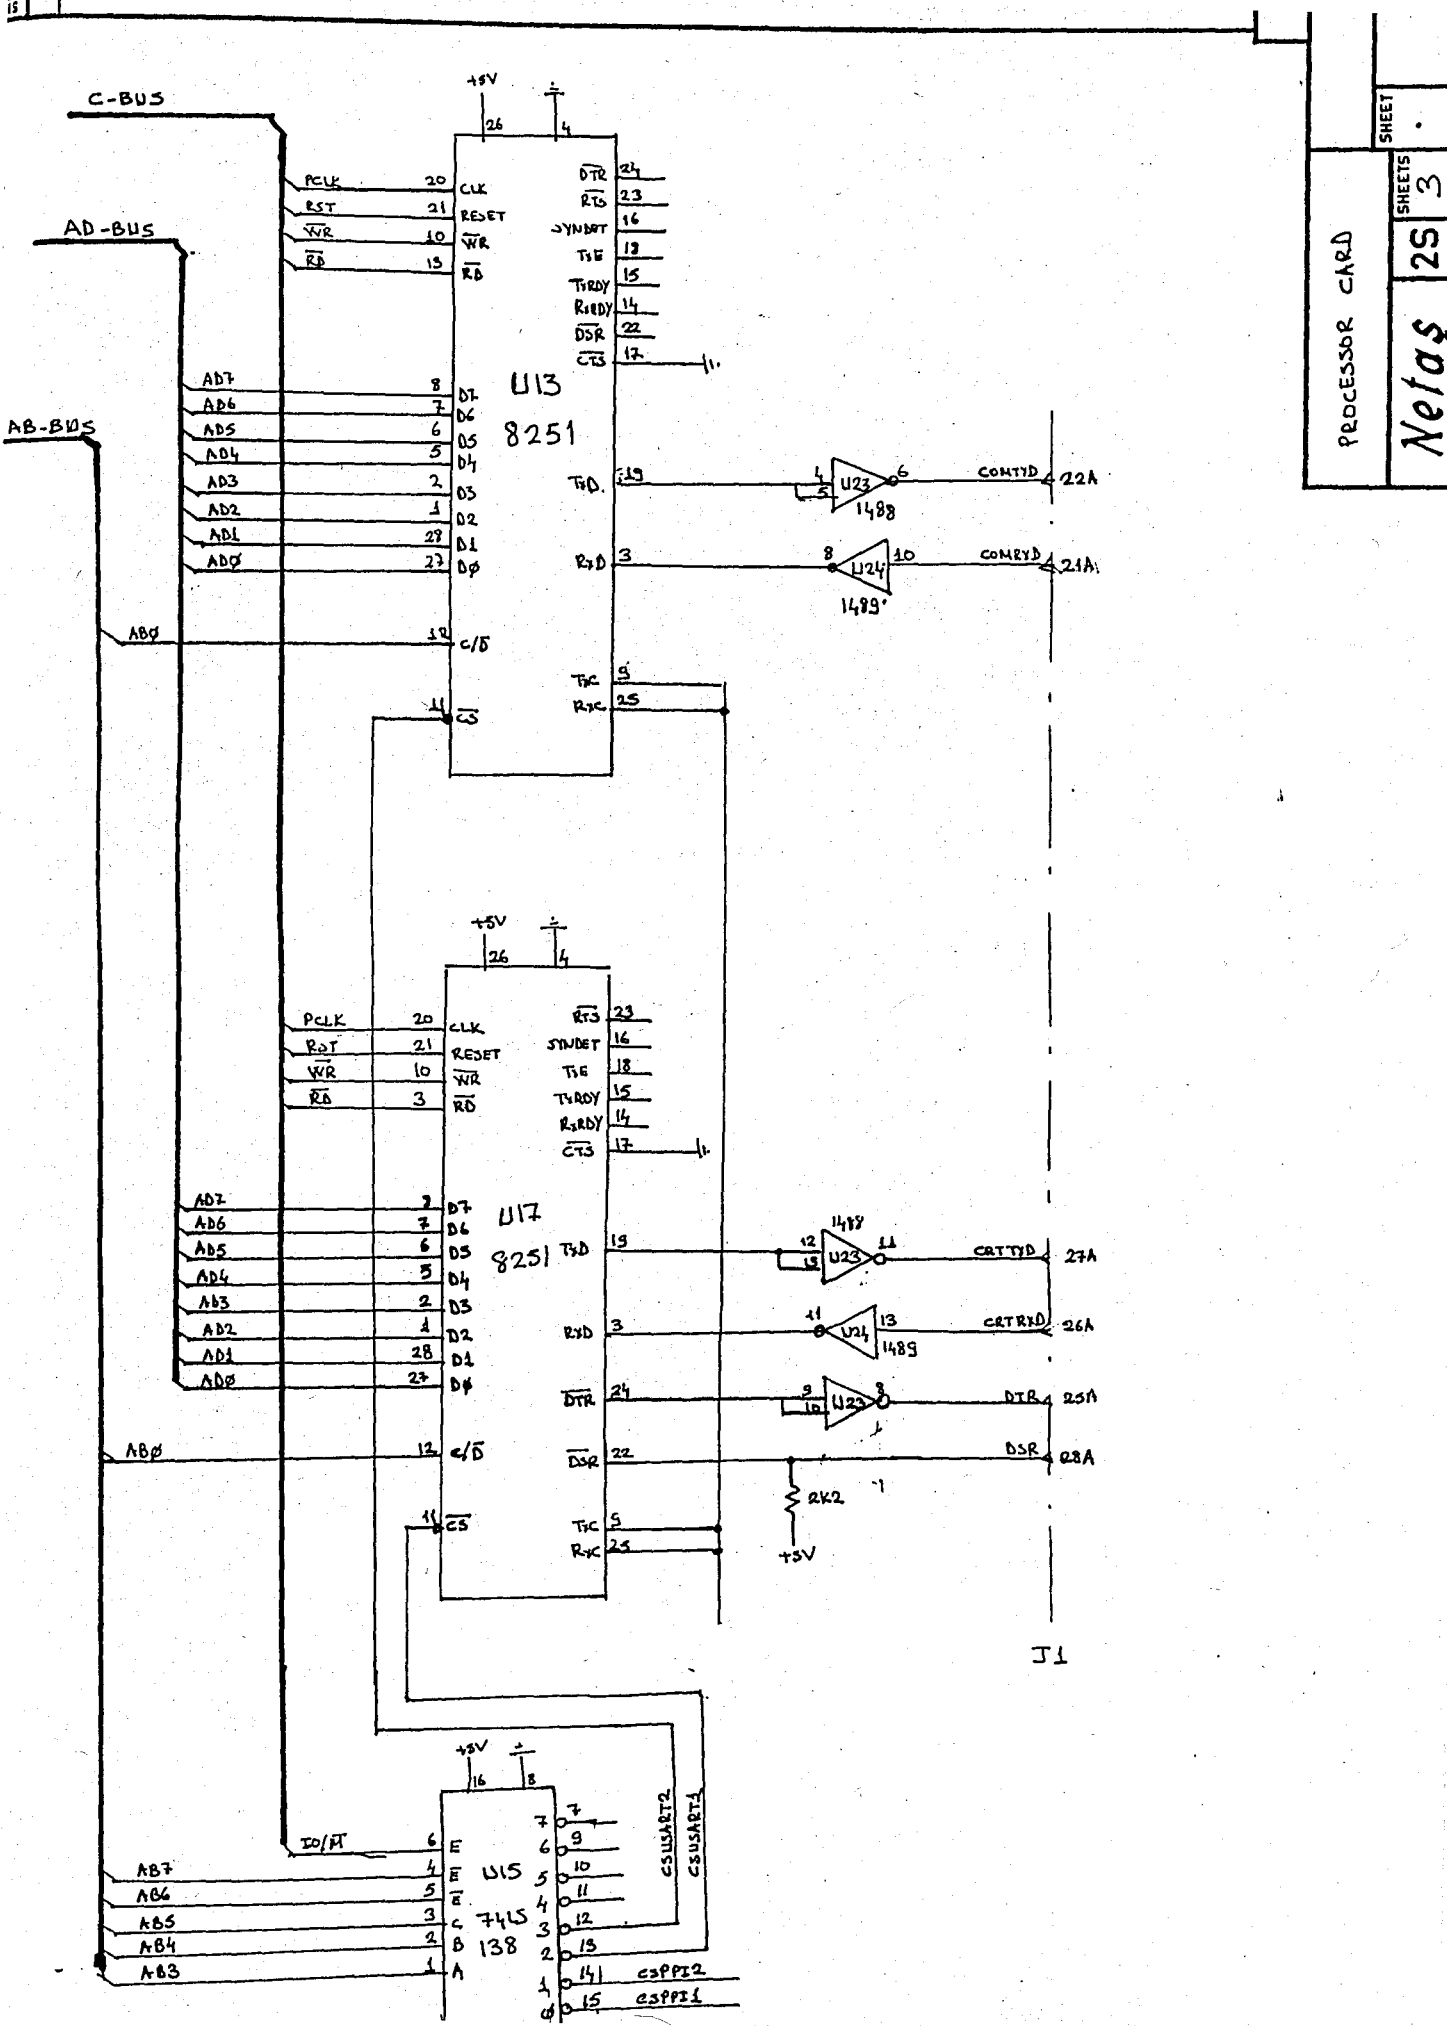 C-BUS
AD-BUS
AB-BUS
+5V
26
4
PCLK 20 CLK
RST 21 RESET
WR 10 WR
RD 13 RD
DTR 24
RTS 23
SYNDET 16
TxE 18
TxRDY 15
RxRDY 14
DSR 22
CTS 17
U13
8251
AD7 8 D7
AD6 7 D6
AD5 6 D5
AD4 5 D4
AD3 2 D3
AD2 1 D2
AD1 28 D1
ADØ 27 DØ
ABØ 12 C/D
11 CS
TxD 19
4
5
U23
6
COMTXD
22A
1488
RxD 3
8
U24
10
COMRXD
21A
1489
TxC 9
RxC 25
+5V
26
4
PCLK 20 CLK
RST 21 RESET
WR 10 WR
RD 3 RD
RTS 23
SYNDET 16
TxE 18
TxRDY 15
RxRDY 14
CTS 17
U17
8251
AD7 8 D7
AD6 7 D6
AD5 6 D5
AD4 5 D4
AD3 2 D3
AD2 1 D2
AD1 28 D1
ADØ 27 DØ
ABØ 12 C/D
11 CS
1488
TxD 19
12
13
U23
11
CRTTXD
27A
RXD 3
11
U24
13
CRTRXD
26A
1489
DTR 24
9
10
U23
8
DTR
25A
DSR 22
DSR
28A
2K2
+5V
TxC 9
RxC 25
J1
+5V
16
8
IO/M 6 E
AB7 4 E
AB6 5 E
AB5 3 C
AB4 2 B
AB3 1 A
U15
74LS
138
7 7
6 9
5 10
4 11
3 12
2 13
1 14 CSPPI2
Ø 15 CSPPI1
CSUSART2
CSUSART1
PROCESSOR CARD
SHEET
SHEETS
3
2S
Netaş